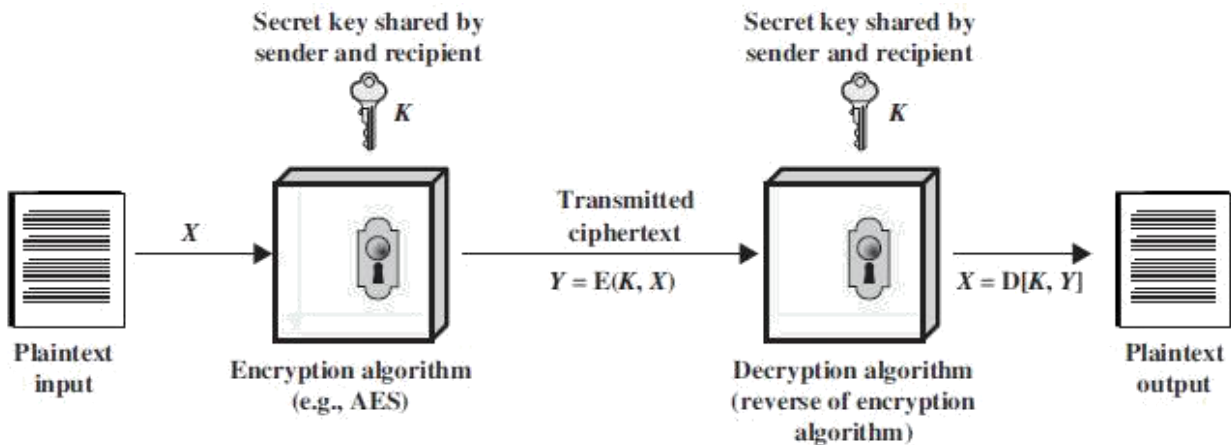 Secret key shared by
sender and recipient
K
Secret key shared by
sender and recipient
K
X
Transmitted
ciphertext
Y = E(K, X)
X = D[K, Y]
Plaintext
input
Encryption algorithm
(e.g., AES)
Decryption algorithm
(reverse of encryption
algorithm)
Plaintext
output